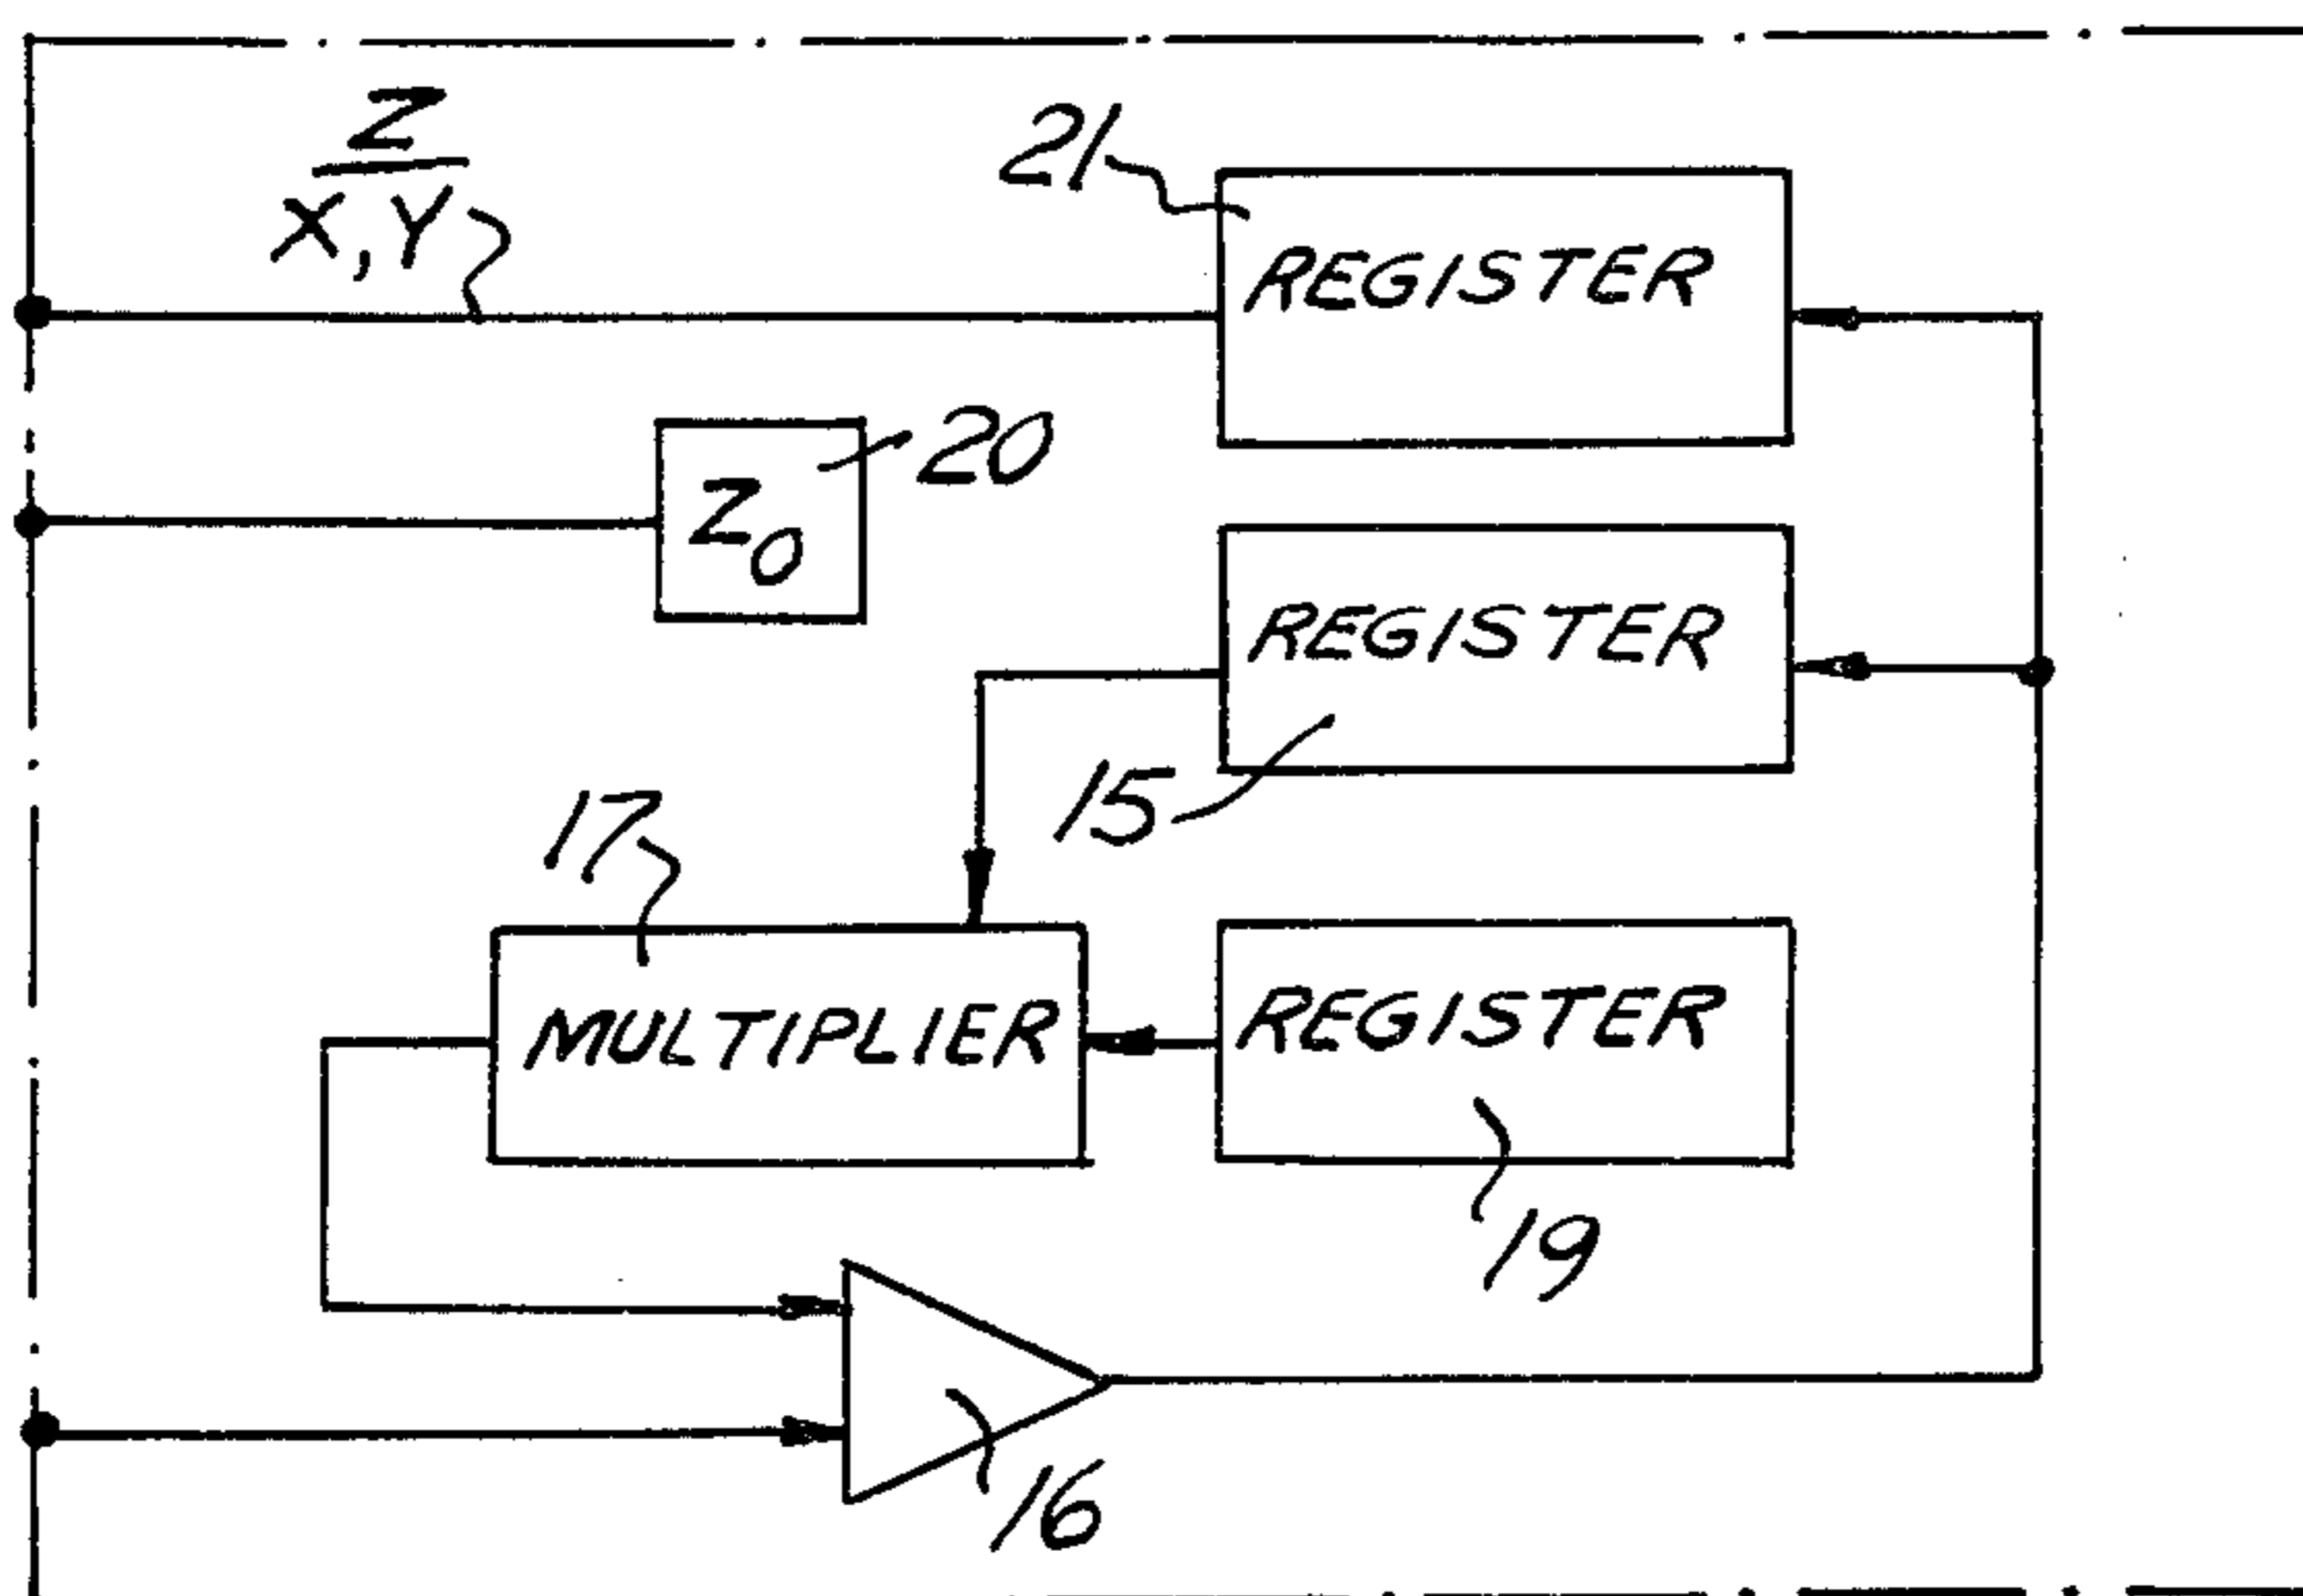 Z
X, Y
21
REGISTER
20
Z0
REGISTER
15
17
MULTIPLIER
REGISTER
19
16